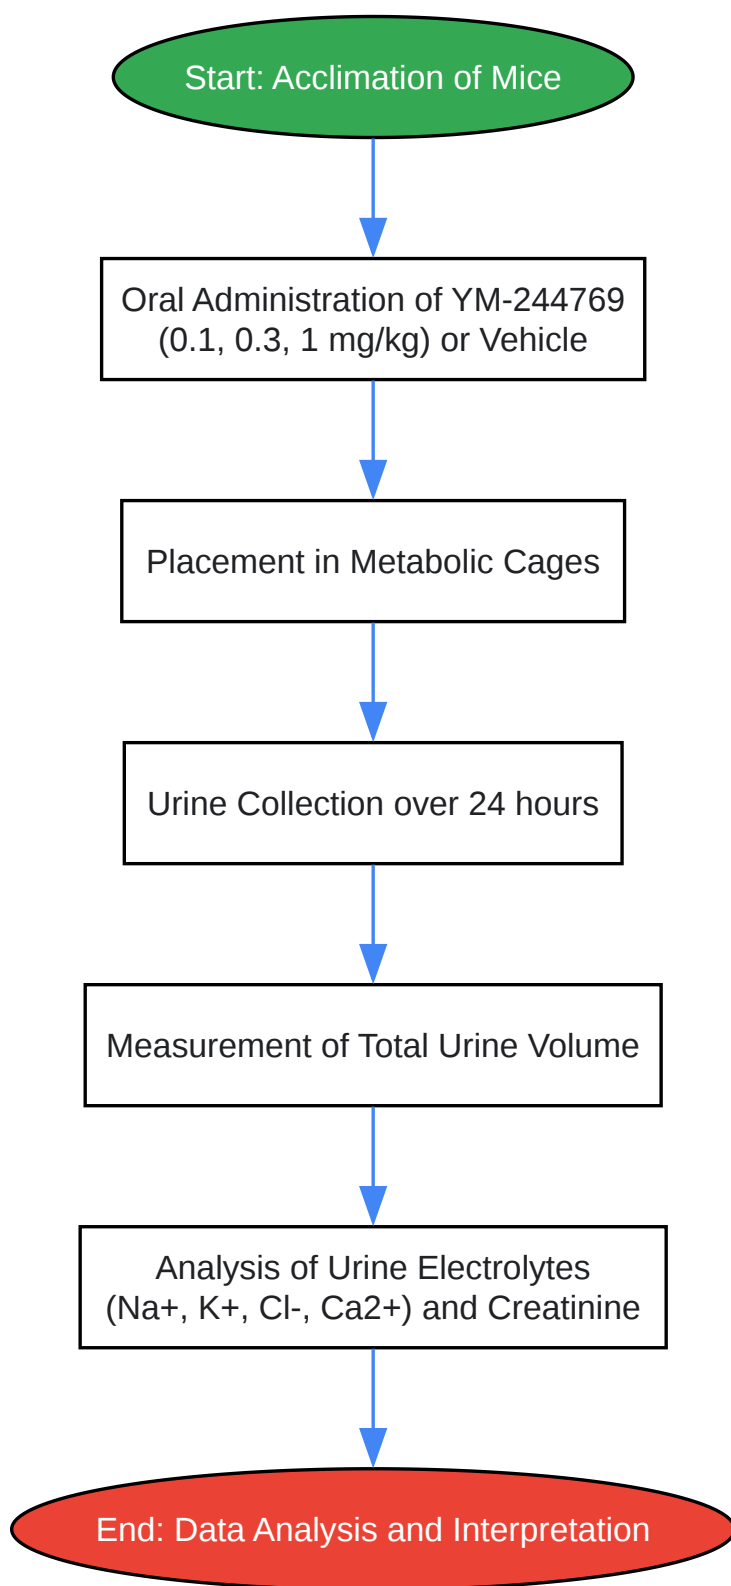 Start: Acclimation of Mice
Oral Administration of YM-244769
(0.1, 0.3, 1 mg/kg) or Vehicle
Placement in Metabolic Cages
Urine Collection over 24 hours
Measurement of Total Urine Volume
Analysis of Urine Electrolytes
(Na+, K+, Cl-, Ca2+) and Creatinine
End: Data Analysis and Interpretation